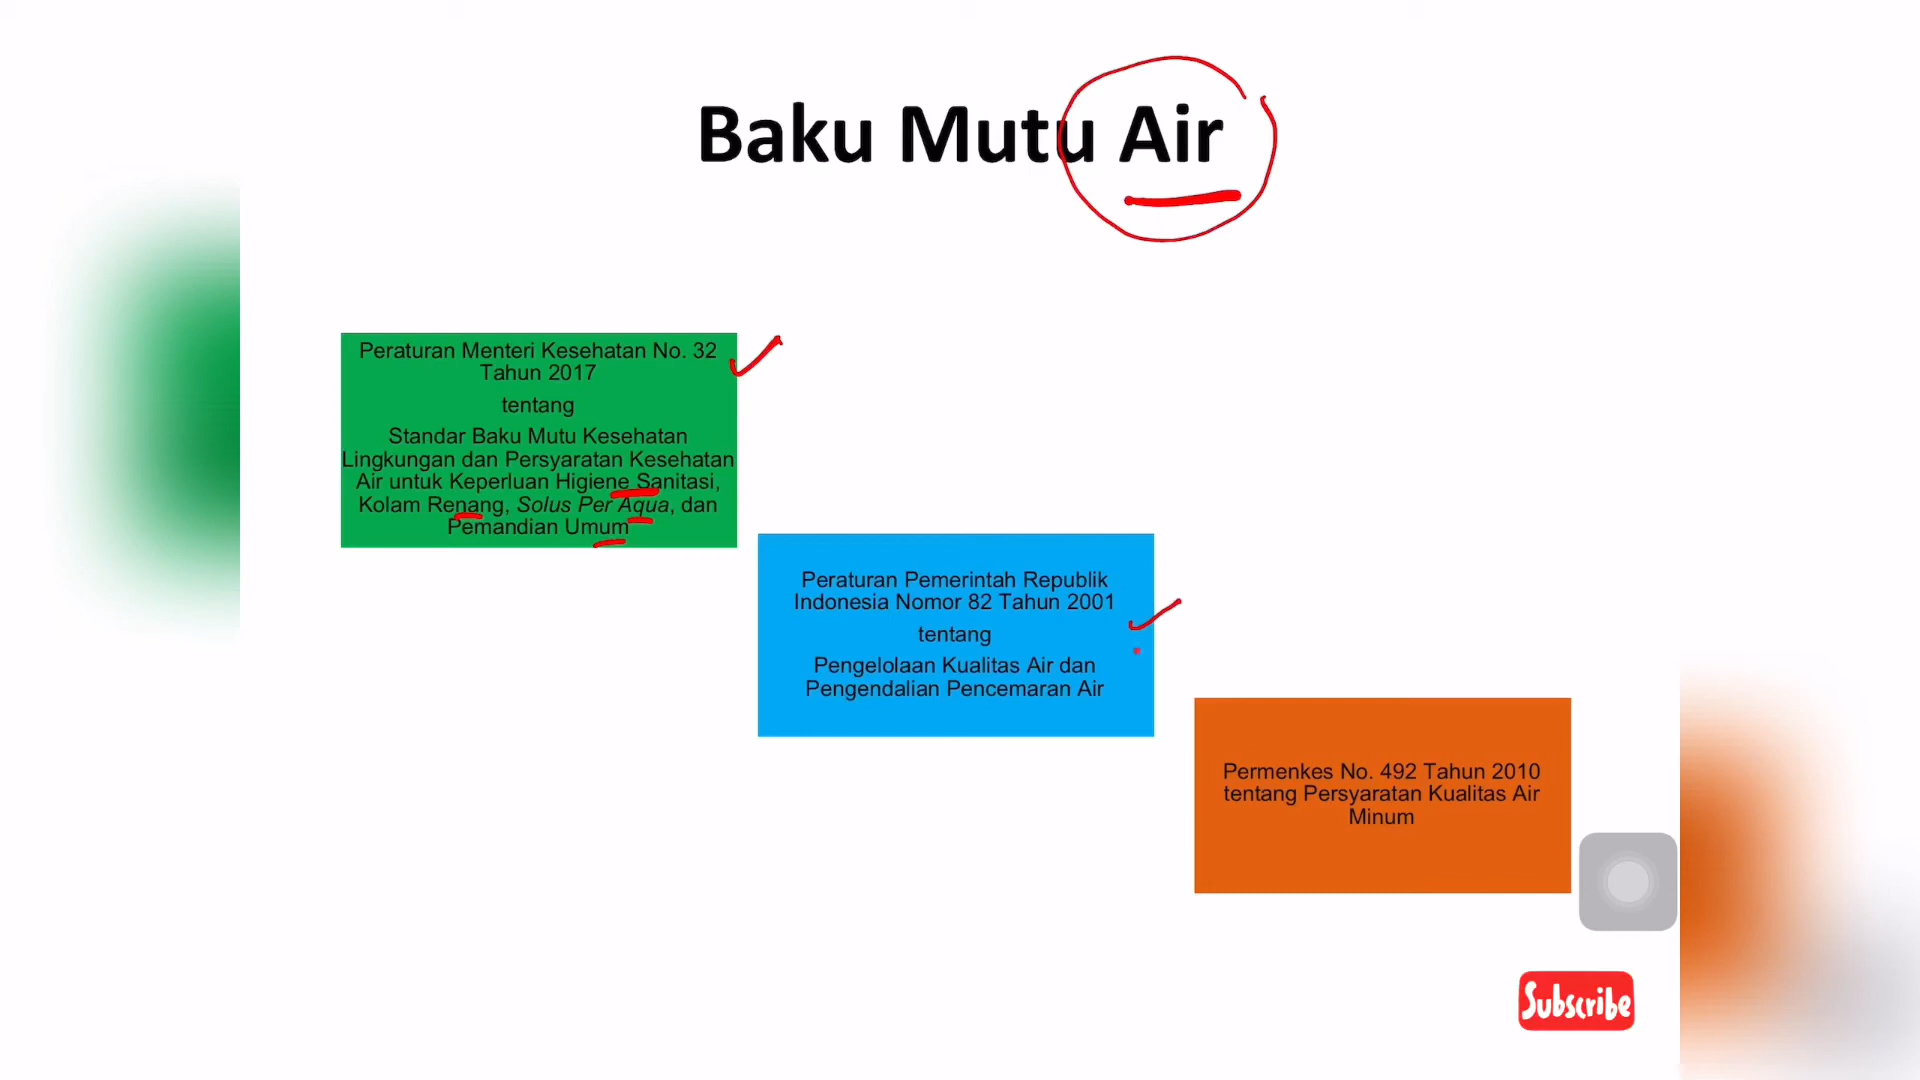 Baku Mutu Air
Peraturan Menteri Kesehatan No. 32
Tahun 2017
tentang
Standar Baku Mutu Kesehatan
Lingkungan dan Persyaratan Kesehatan
Air untuk Keperluan Higiene Sanitasi,
Kolam Renang, Solus Per Aqua, dan
Pemandian Umum
Peraturan Pemerintah Republik
Indonesia Nomor 82 Tahun 2001
tentang
Pengelolaan Kualitas Air dan
Pengendalian Pencemaran Air
Permenkes No. 492 Tahun 2010
tentang Persyaratan Kualitas Air
Minum
Subscribe